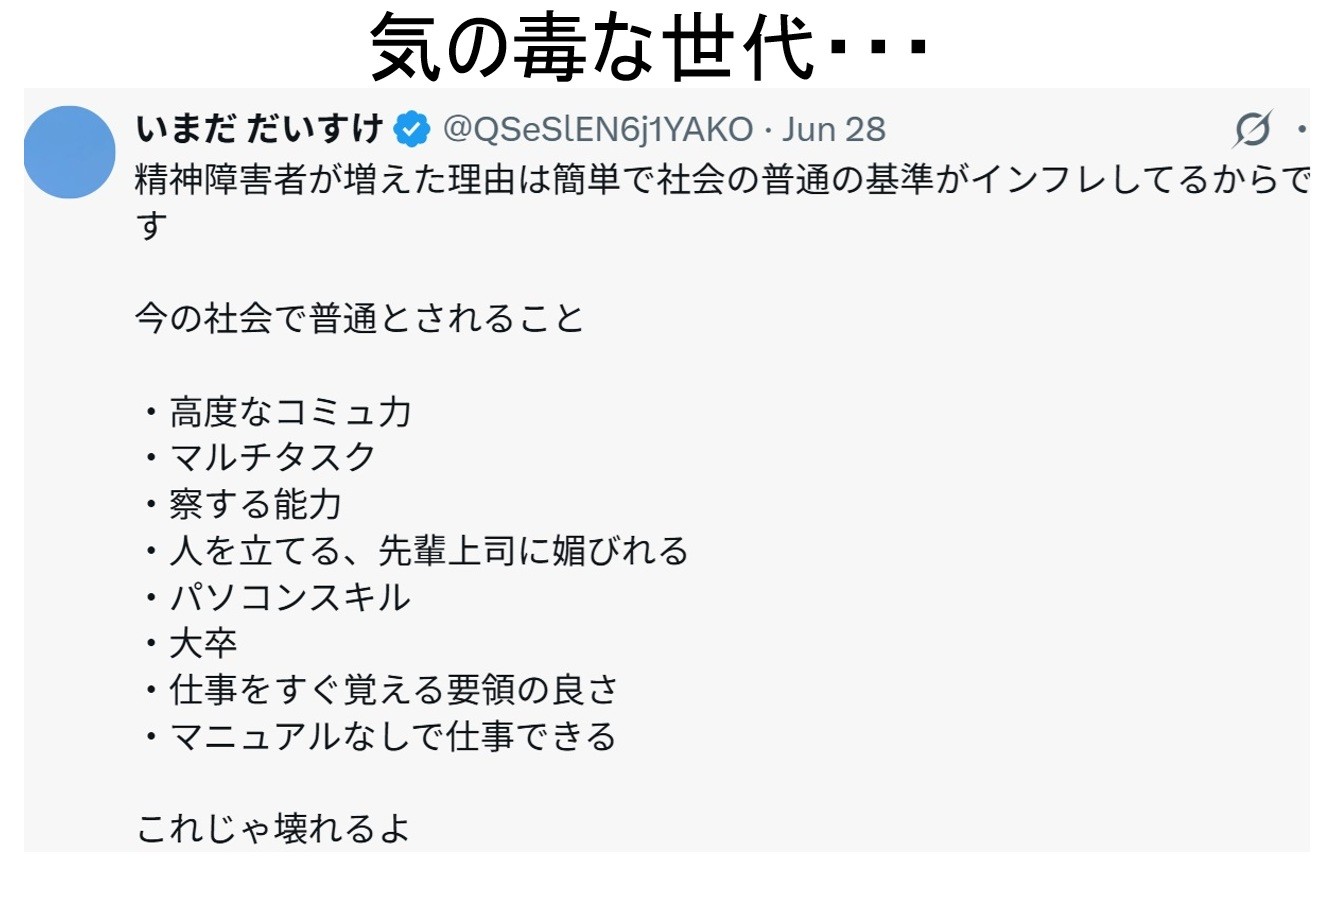 気の毒な世代・・・
いまだ だいすけ @QSeSlEN6j1YAKO · Jun 28
精神障害者が増えた理由は簡単で社会の普通の基準がインフレしてるからで
す
今の社会で普通とされること
・高度なコミュ力
・マルチタスク
・察する能力
・人を立てる、先輩上司に媚びれる
・パソコンスキル
・大卒
・仕事をすぐ覚える要領の良さ
・マニュアルなしで仕事できる
これじゃ壊れるよ